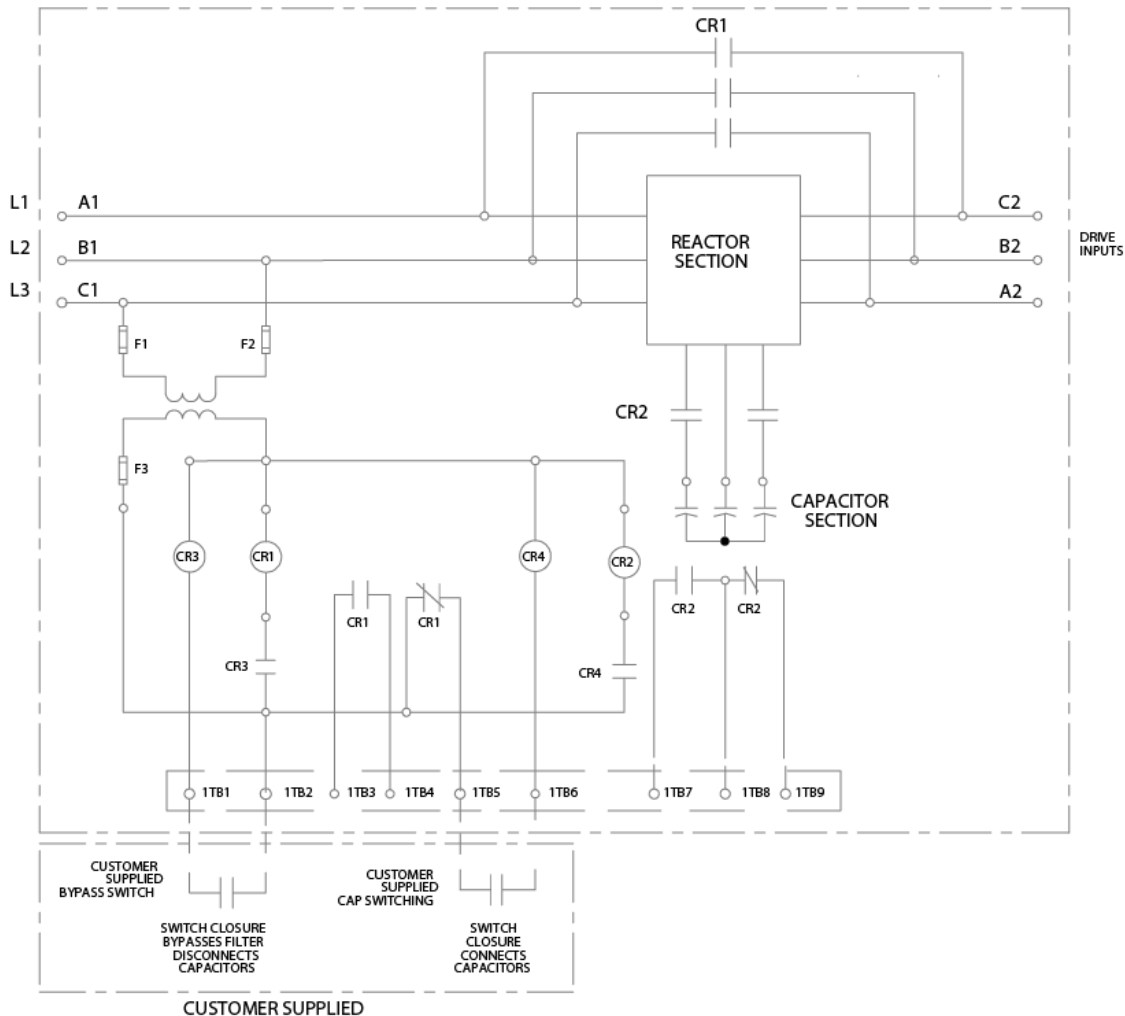 CR1
L1
A1
C2
L2
B1
REACTOR
SECTION
B2
DRIVE
INPUTS
L3
C1
A2
F1
F2
CR2
F3
CAPACITOR
SECTION
CR3
CR1
CR4
CR2
CR1
CR1
CR2
CR2
CR3
CR4
1TB1
1TB2
1TB3
1TB4
1TB5
1TB6
1TB7
1TB8
1TB9
CUSTOMER
SUPPLIED
BYPASS SWITCH
CUSTOMER
SUPPLIED
CAP SWITCHING
SWITCH CLOSURE
BYPASSES FILTER
DISCONNECTS
CAPACITORS
SWITCH
CLOSURE
CONNECTS
CAPACITORS
CUSTOMER SUPPLIED